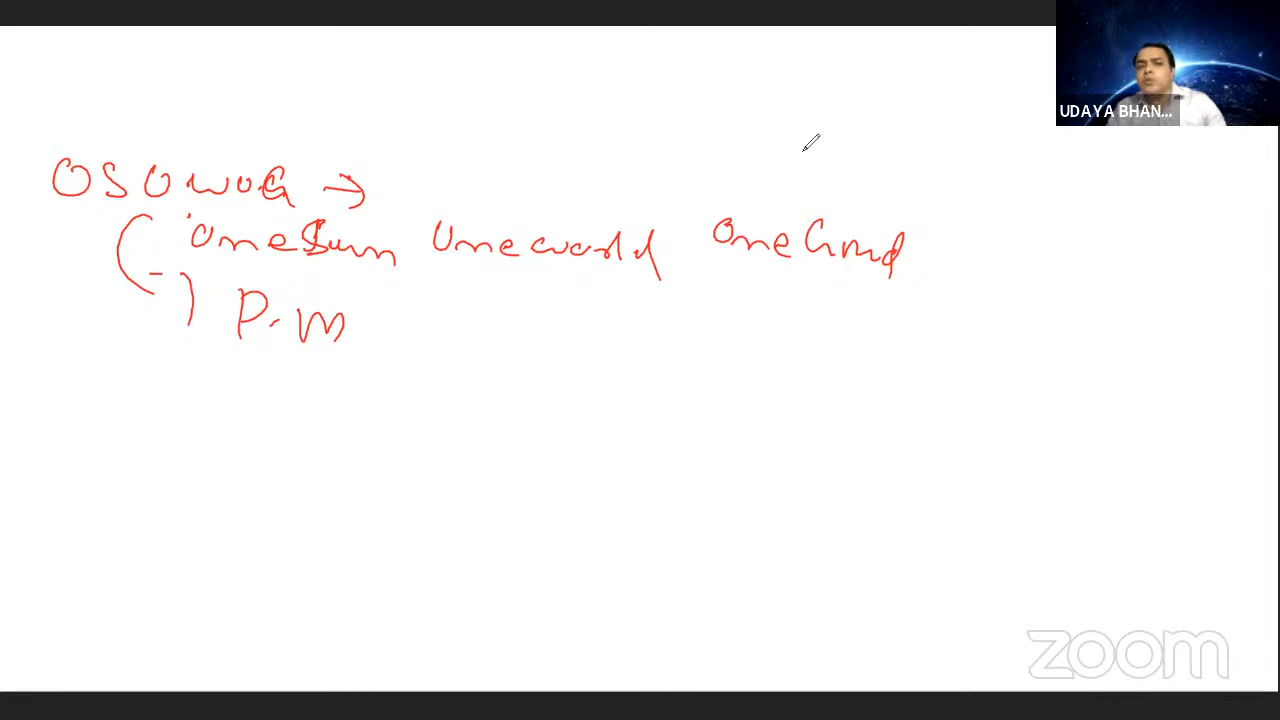 UDAYA BHAN...
OSOWOG →
(One Sun One world One Grid
-) P.M
zoom